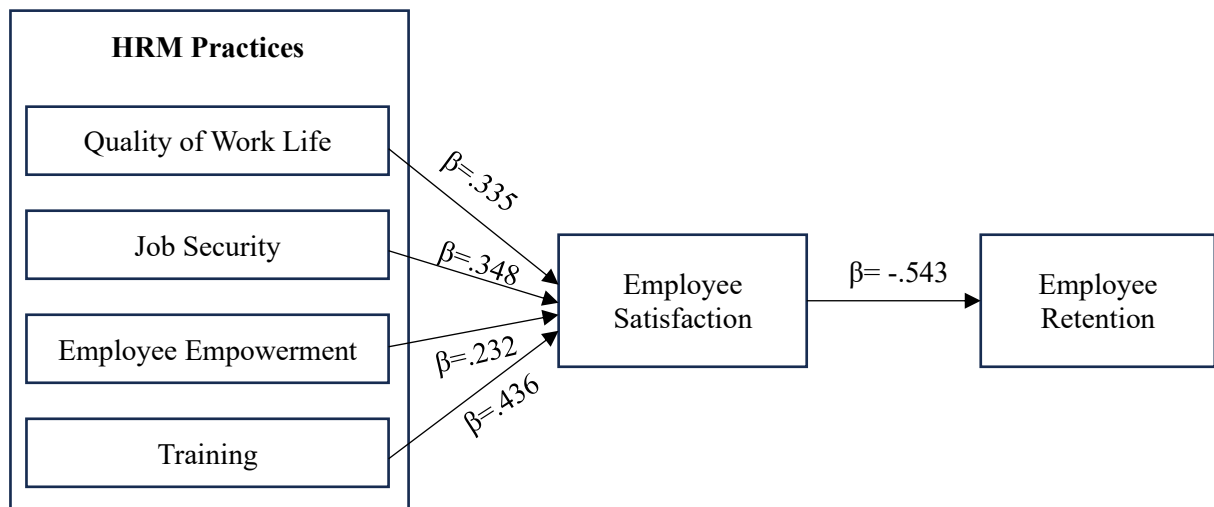 HRM Practices
Quality of Work Life
Job Security
Employee Empowerment
Training
β=.335
β=.348
β=.232
β=.436
Employee
Satisfaction
β= -.543
Employee
Retention